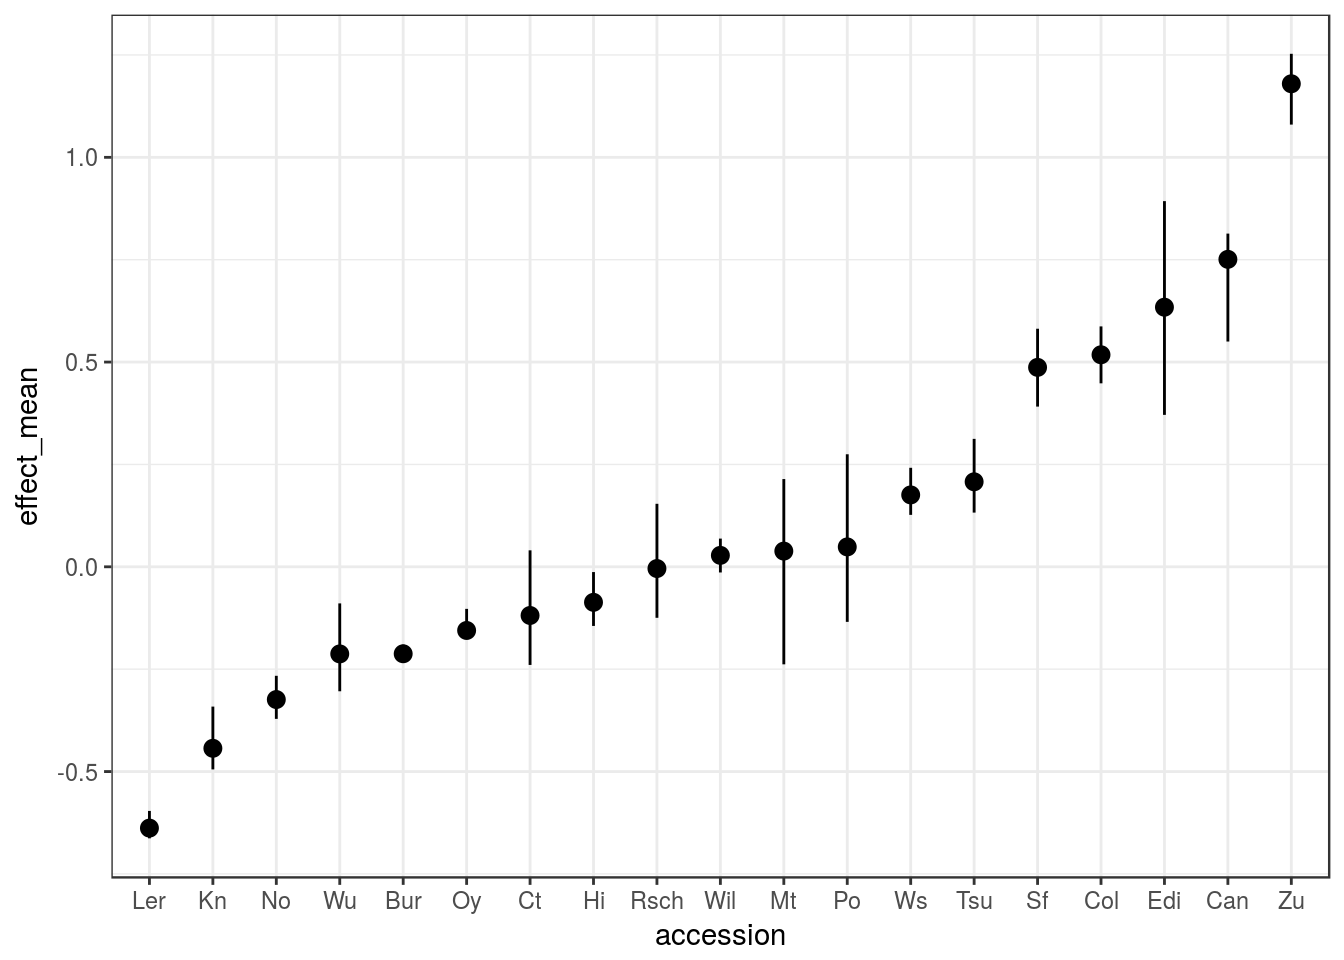 effect_mean
1.0
0.5
0.0
-0.5
Ler Kn No Wu Bur Oy Ct Hi Rsch Wil Mt Po Ws Tsu Sf Col Edi Can Zu
accession